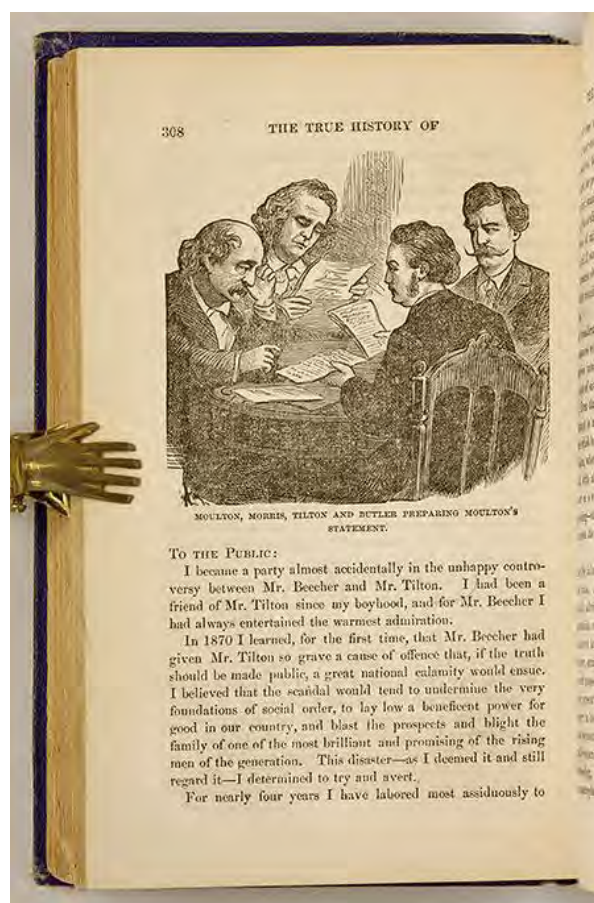 308
THE TRUE HISTORY OF
MOULTON, MORRIS, TILTON AND BUTLER PREPARING MOULTON'S
STATEMENT.
TO THE PUBLIC:
I became a party almost accidentally in the unhappy contro-
versy between Mr. Beecher and Mr. Tilton. I had been a
friend of Mr. Tilton since my boyhood, and for Mr. Beecher I
had always entertained the warmest admiration.
In 1870 I learned, for the first time, that Mr. Beecher had
given Mr. Tilton so grave a cause of offence that, if the truth
should be made public, a great national calamity would ensue.
I believed that the scandal would tend to undermine the very
foundations of social order, to lay low a beneficent power for
good in our country, and blast the prospects and blight the
family of one of the most brilliant and promising of the rising
men of the generation. This disaster—as I deemed it and still
regard it—I determined to try and avert.
For nearly four years I have labored most assiduously to